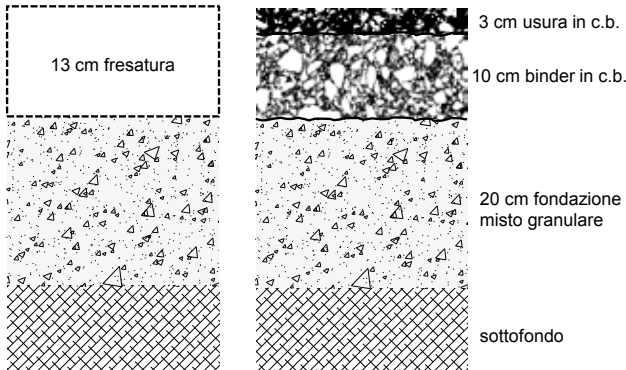 13 cm fresatura
3 cm usura in c.b.
10 cm binder in c.b.
20 cm fondazione
misto granulare
sottofondo